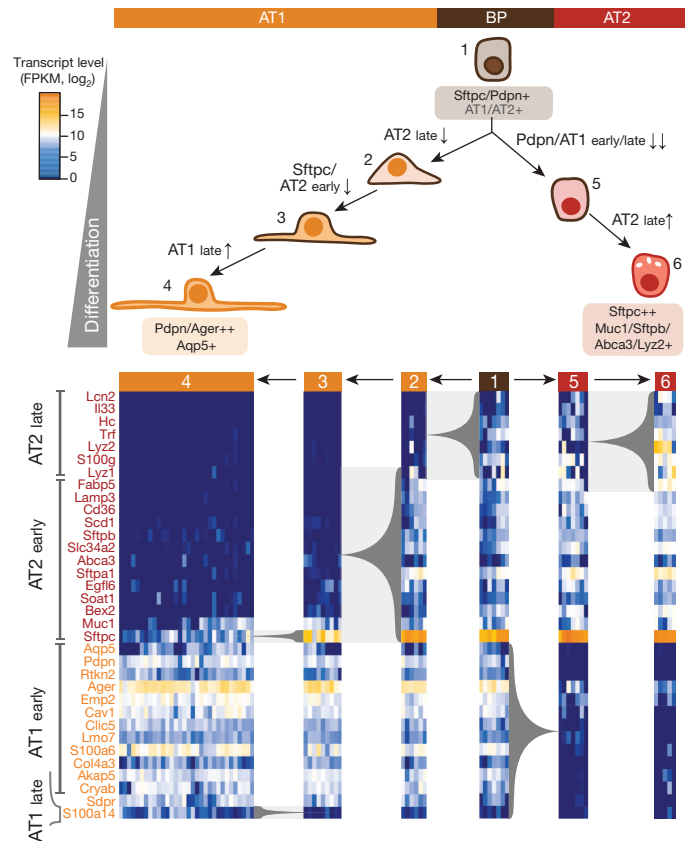 AT1 BP AT2
Transcript level
(FPKM, log2)
15
10
5
0
Differentiation
1
Sftpc/Pdpn+
AT1/AT2+
AT2 late ↓
Pdpn/AT1 early/late ↓↓
2
Sftpc/
AT2 early ↓
5
3
AT2 late ↑
AT1 late ↑
6
4
Pdpn/Ager++
Aqp5+
Sftpc++
Muc1/Sftpb/
Abca3/Lyz2+
4 3 2 1 5 6
AT2 late
Lcn2
Il33
Hc
Trf
Lyz2
S100g
Lyz1
AT2 early
Fabp5
Lamp3
Cd36
Scd1
Sftpb
Slc34a2
Abca3
Sftpa1
Egfl6
Soat1
Bex2
Muc1
Sftpc
AT1 early
Aqp5
Pdpn
Rtkn2
Ager
Emp2
Cav1
Clic5
Lmo7
S100a6
Col4a3
Akap5
Cryab
AT1 late
Sdpr
S100a14